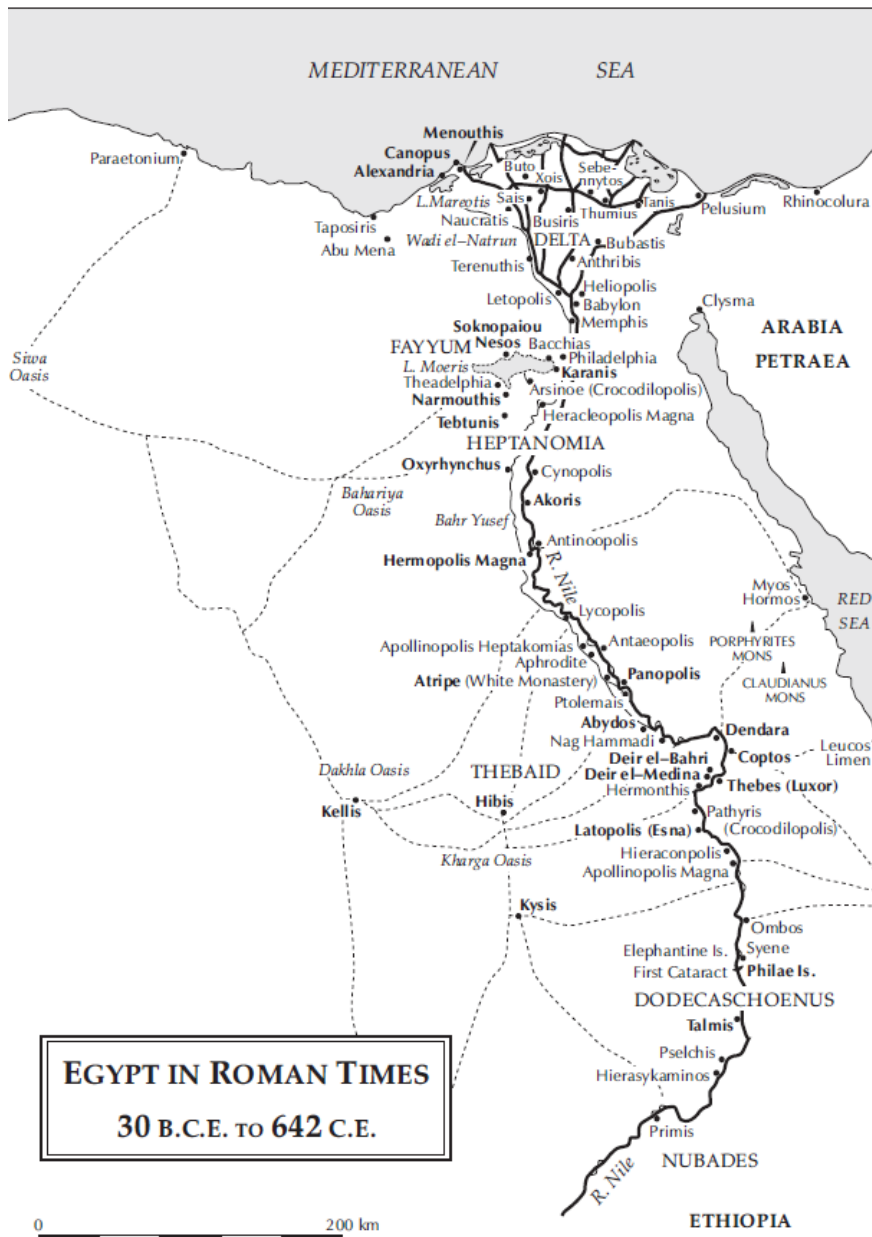 MEDITERRANEAN SEA
Menouthis
Canopus
Alexandria
Paraetonium
Buto
Xois
Sebe-
nnytos
L.Mareotis
Sais
Tanis
Thumius
Pelusium
Rhinocolura
Naucratis
Busiris
Taposiris
Abu Mena
Wadi el–Natrun
DELTA
Bubastis
Terenuthis
Anthribis
Letopolis
Heliopolis
Babylon
Memphis
Clysma
ARABIA
PETRAEA
Soknopaiou
Nesos
FAYYUM
Bacchias
Philadelphia
L. Moeris
Karanis
Siwa
Oasis
Theadelphia
Arsinoe (Crocodilopolis)
Narmouthis
Tebtunis
Heracleopolis Magna
HEPTANOMIA
Oxyrhynchus
Cynopolis
Bahariya
Oasis
Akoris
Bahr Yusef
Antinoopolis
Hermopolis Magna
R. Nile
Myos
Hormos
RED
SEA
Lycopolis
PORPHYRITES
MONS
Apollinopolis Heptakomias
Antaeopolis
Aphrodite
Atripe (White Monastery)
Panopolis
CLAUDIANUS
MONS
Ptolemais
Abydos
Dendara
Nag Hammadi
Coptos
Leucos
Limen
Deir el–Bahri
Dakhla Oasis
THEBAID
Deir el–Medina
Thebes (Luxor)
Hermonthis
Kellis
Hibis
Pathyris
(Crocodilopolis)
Latopolis (Esna)
Kharga Oasis
Hieraconpolis
Apollinopolis Magna
Kysis
Ombos
Elephantine Is.
Syene
First Cataract
Philae Is.
DODECASCHOENUS
Talmis
Pselchis
Hierasykaminos
EGYPT IN ROMAN TIMES
30 B.C.E. TO 642 C.E.
Primis
NUBADES
R. Nile
ETHIOPIA
0 200 km